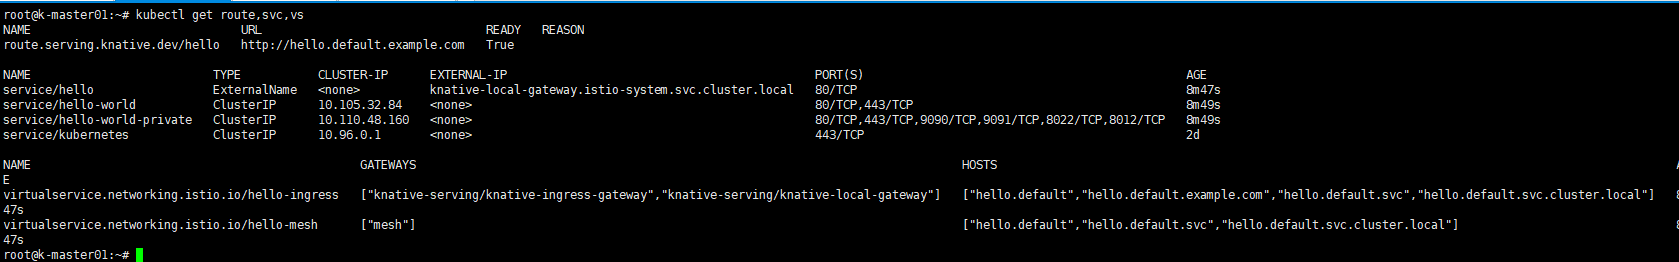 root@k-master01:~# kubectl get route,svc,vs
NAME                              URL                                READY   REASON
route.serving.knative.dev/hello   http://hello.default.example.com   True

NAME                          TYPE           CLUSTER-IP      EXTERNAL-IP                                            PORT(S)                                              AGE
service/hello                 ExternalName   <none>          knative-local-gateway.istio-system.svc.cluster.local   80/TCP                                               8m47s
service/hello-world           ClusterIP      10.105.32.84    <none>                                                 80/TCP,443/TCP                                       8m49s
service/hello-world-private   ClusterIP      10.110.48.160   <none>                                                 80/TCP,443/TCP,9090/TCP,9091/TCP,8022/TCP,8012/TCP   8m49s
service/kubernetes            ClusterIP      10.96.0.1       <none>                                                 443/TCP                                              2d

NAME                                               GATEWAYS                                                                          HOSTS
E
virtualservice.networking.istio.io/hello-ingress   ["knative-serving/knative-ingress-gateway","knative-serving/knative-local-gateway"]   ["hello.default","hello.default.example.com","hello.default.svc","hello.default.svc.cluster.local"]
47s
virtualservice.networking.istio.io/hello-mesh      ["mesh"]                                                                          ["hello.default","hello.default.svc","hello.default.svc.cluster.local"]
47s
root@k-master01:~#